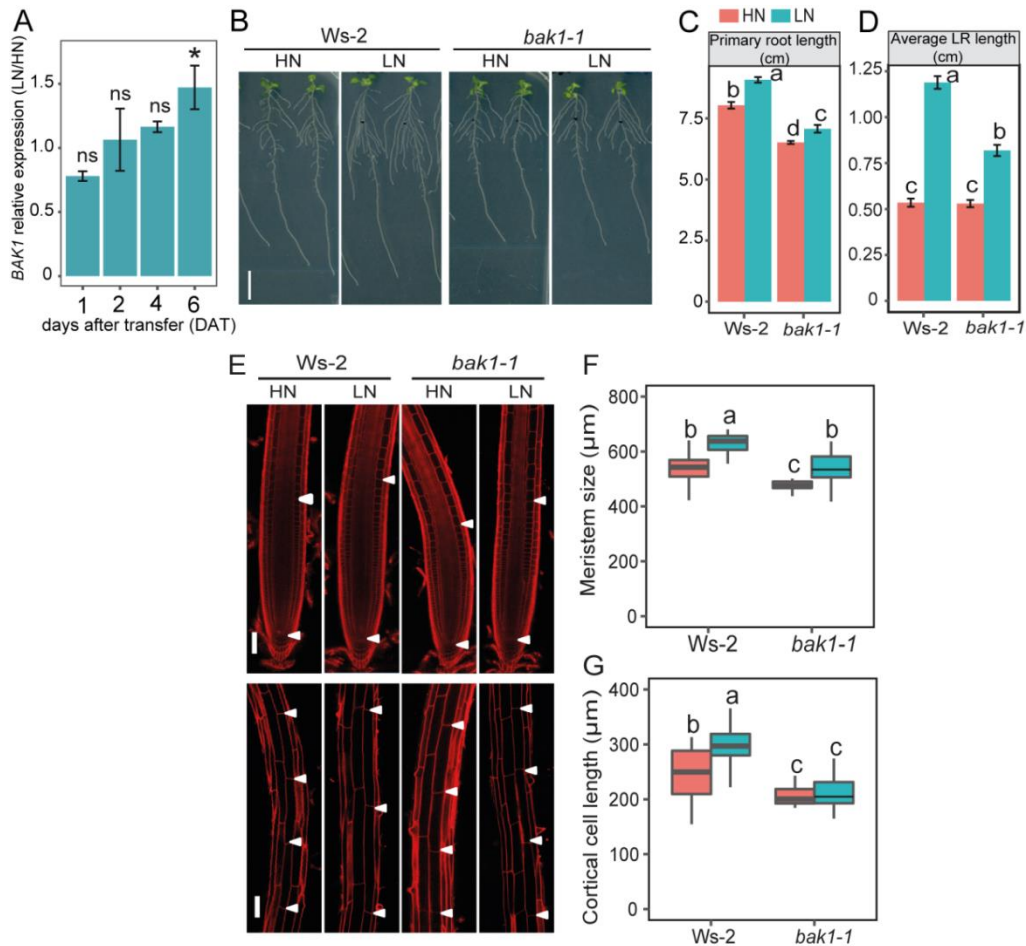 A
BAK1 relative expression (LN/HN)
1.5
1.0
0.5
0
ns
ns
ns
*
1 2 4 6
days after transfer (DAT)
B
Ws-2 bak1-1
HN LN HN LN
C
HN LN
Primary root length
(cm)
7.5
5.0
2.5
0
b
a
d
c
Ws-2 bak1-1
D
Average LR length
(cm)
1.25
1.00
0.75
0.50
0.25
0
c
a
c
b
Ws-2 bak1-1
E
Ws-2 bak1-1
HN LN HN LN
F
Meristem size (µm)
800
600
400
200
0
b
a
c
b
Ws-2 bak1-1
G
Cortical cell length (µm)
400
300
200
100
0
b
a
c
c
Ws-2 bak1-1